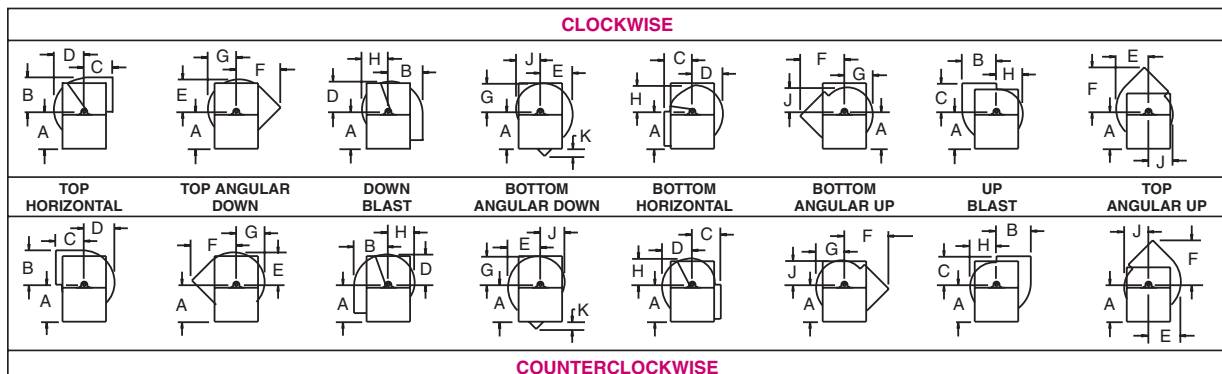 CLOCKWISE
D C B A
G F E A
H B D A
J E G A K
C D H A
F G J A
B H C A
E F A J
TOP HORIZONTAL
TOP ANGULAR DOWN
DOWN BLAST
BOTTOM ANGULAR DOWN
BOTTOM HORIZONTAL
BOTTOM ANGULAR UP
UP BLAST
TOP ANGULAR UP
C D B A
F G E A
B H D A
E J G A K
D C H A
G F J A
H B C A
J F A E
COUNTERCLOCKWISE